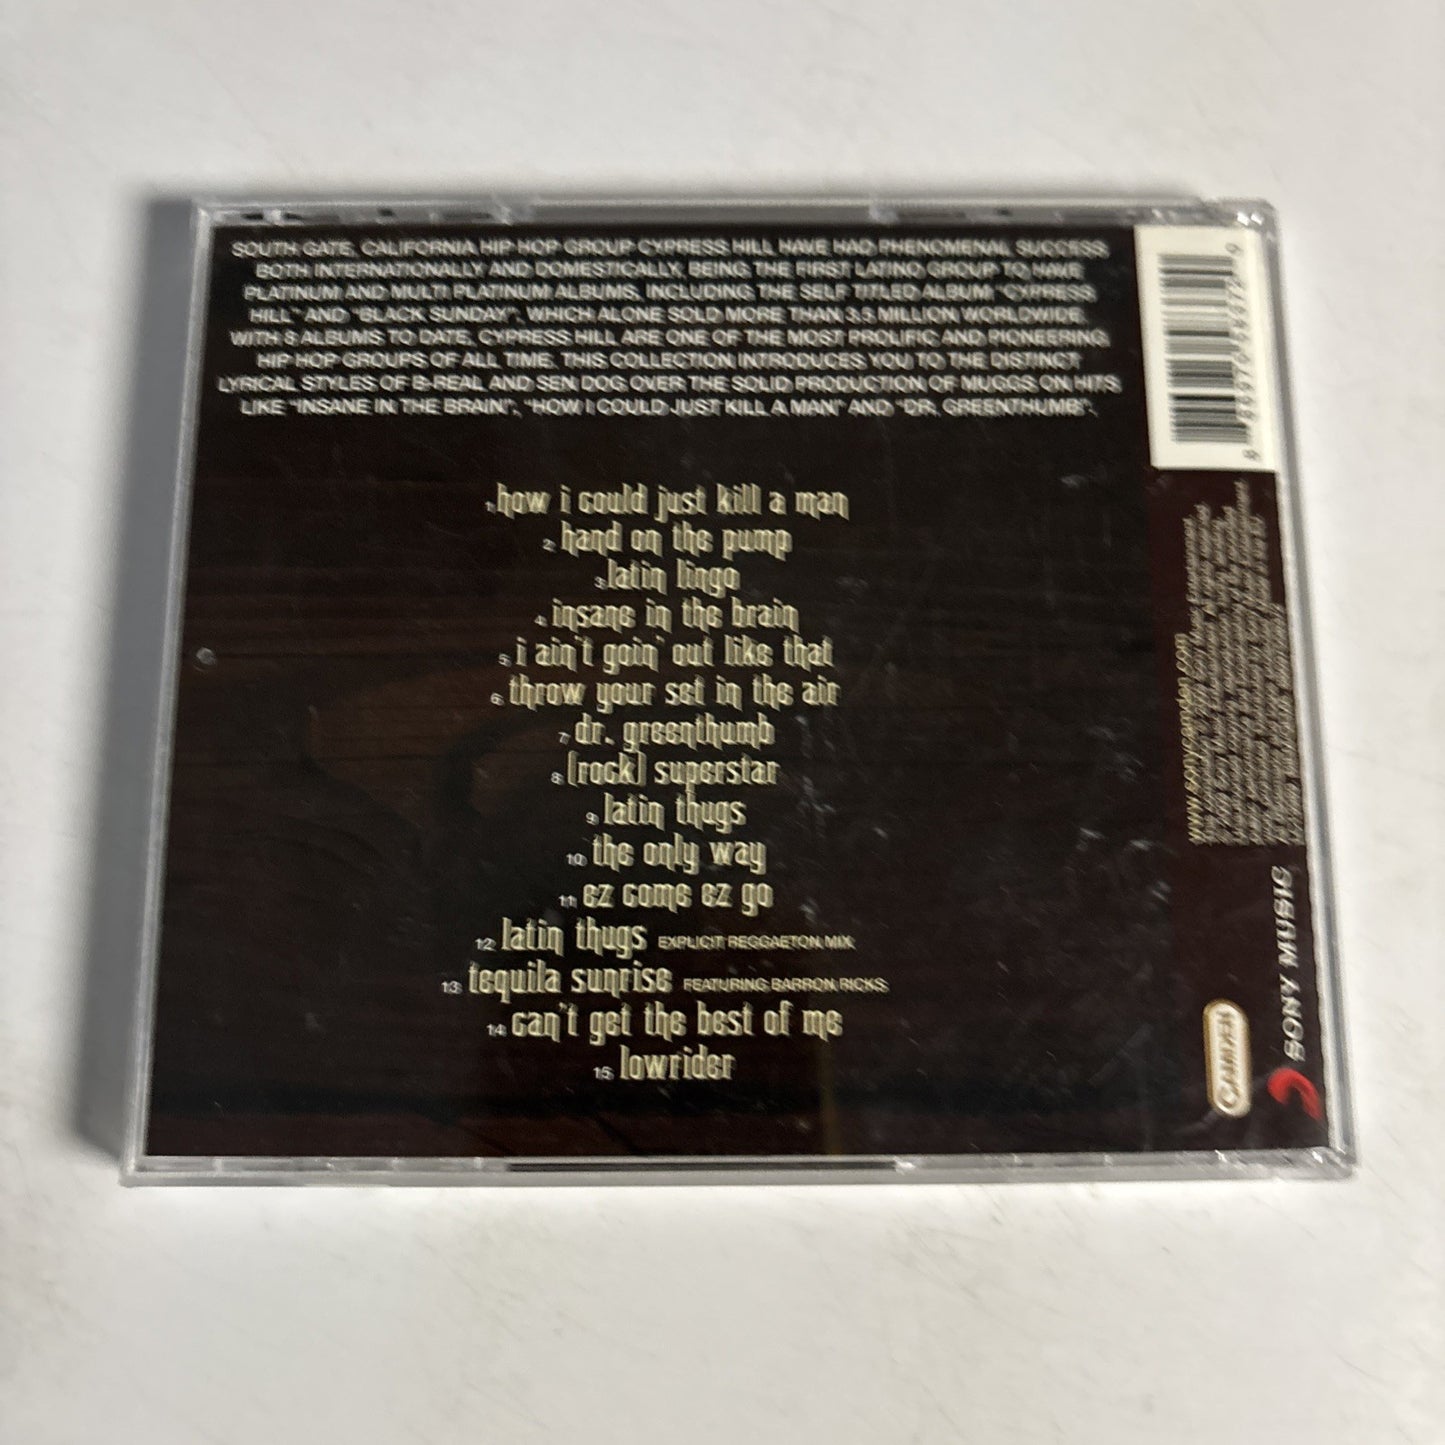 SOUTH GATE, CALIFORNIA HIP HOP GROUP CYPRESS HILL HAVE HAD PHENOMENAL SUCCESS
BOTH INTERNATIONALLY AND DOMESTICALLY, BEING THE FIRST LATINO GROUP TO HAVE
PLATINUM AND MULTI PLATINUM ALBUMS, INCLUDING THE SELF TITLED ALBUM "CYPRESS
HILL" AND "BLACK SUNDAY", WHICH ALONE SOLD MORE THAN 3.5 MILLION WORLDWIDE.
WITH 8 ALBUMS TO DATE, CYPRESS HILL ARE ONE OF THE MOST PROLIFIC AND PIONEERING
HIP HOP GROUPS OF ALL TIME. THIS COLLECTION INTRODUCES YOU TO THE DISTINCT
LYRICAL STYLES OF B-REAL AND SEN DOG OVER THE SOLID PRODUCTION OF MUGGS ON HITS
LIKE "INSANE IN THE BRAIN", "HOW I COULD JUST KILL A MAN" AND "DR. GREENTHUMB".
1. how i could just kill a man
2. hand on the pump
3. latin lingo
4. insane in the brain
5. i ain't goin' out like that
6. throw your set in the air
7. dr. greenthumb
8. (rock) superstar
9. latin thugs
10. the only way
11. ez come ez go
12. latin thugs EXPLICIT REGGAETON MIX
13. tequila sunrise FEATURING BARRON RICKS
14. can't get the best of me
15. lowrider
www.sonycamden.com
CAMDEN
SONY MUSIC